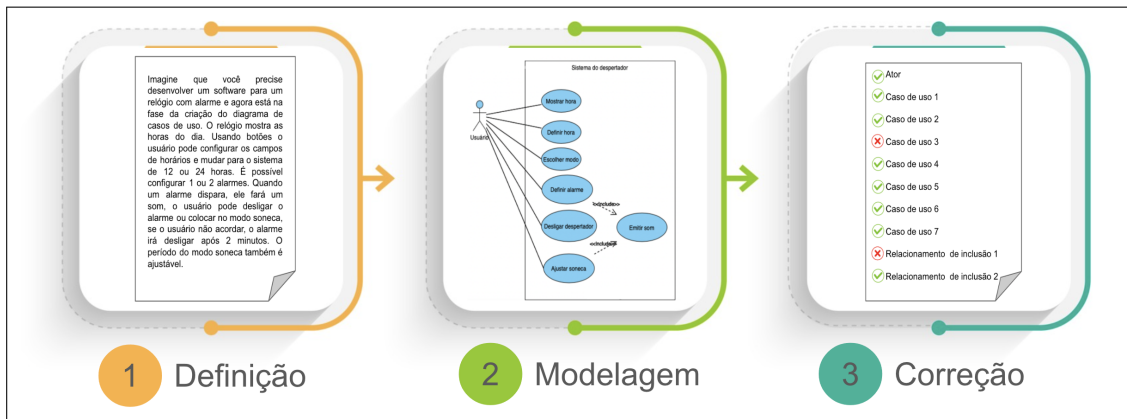 Imagine que você precise
desenvolver um software para um
relógio com alarme e agora está na
fase da criação do diagrama de
casos de uso. O relógio mostra as
horas do dia. Usando botões o
usuário pode configurar os campos
de horários e mudar para o sistema
de 12 ou 24 horas. É possível
configurar 1 ou 2 alarmes. Quando
um alarme dispara, ele fará um
som, o usuário pode desligar o
alarme ou colocar no modo soneca,
se o usuário não acordar, o alarme
irá desligar após 2 minutos. O
período do modo soneca também é
ajustável.
1 Definição
Sistema do despertador
Mostrar hora
Usuário
Definir hora
Escolher modo
Definir alarme
<<include>>
Desligar despertador
Emitir som
<<include>>
Ajustar soneca
2 Modelagem
Ator
Caso de uso 1
Caso de uso 2
Caso de uso 3
Caso de uso 4
Caso de uso 5
Caso de uso 6
Caso de uso 7
Relacionamento de inclusão 1
Relacionamento de inclusão 2
3 Correção